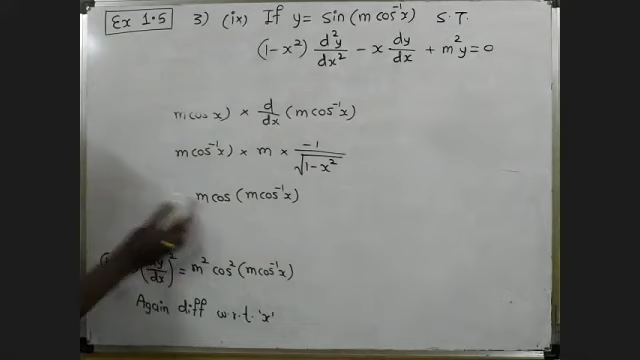 Ex 1.5 3) (ix) If y = sin(m cos⁻¹x) S.T.
(1-x²) d²y/dx² - x dy/dx + m²y = 0
m cos⁻¹x) × d/dx (m cos⁻¹x)
m cos⁻¹x) × m × -1/√(1-x²)
m cos (m cos⁻¹x)
(dy/dx)² = m² cos² (m cos⁻¹x)
Again diff w.r.t. 'x'